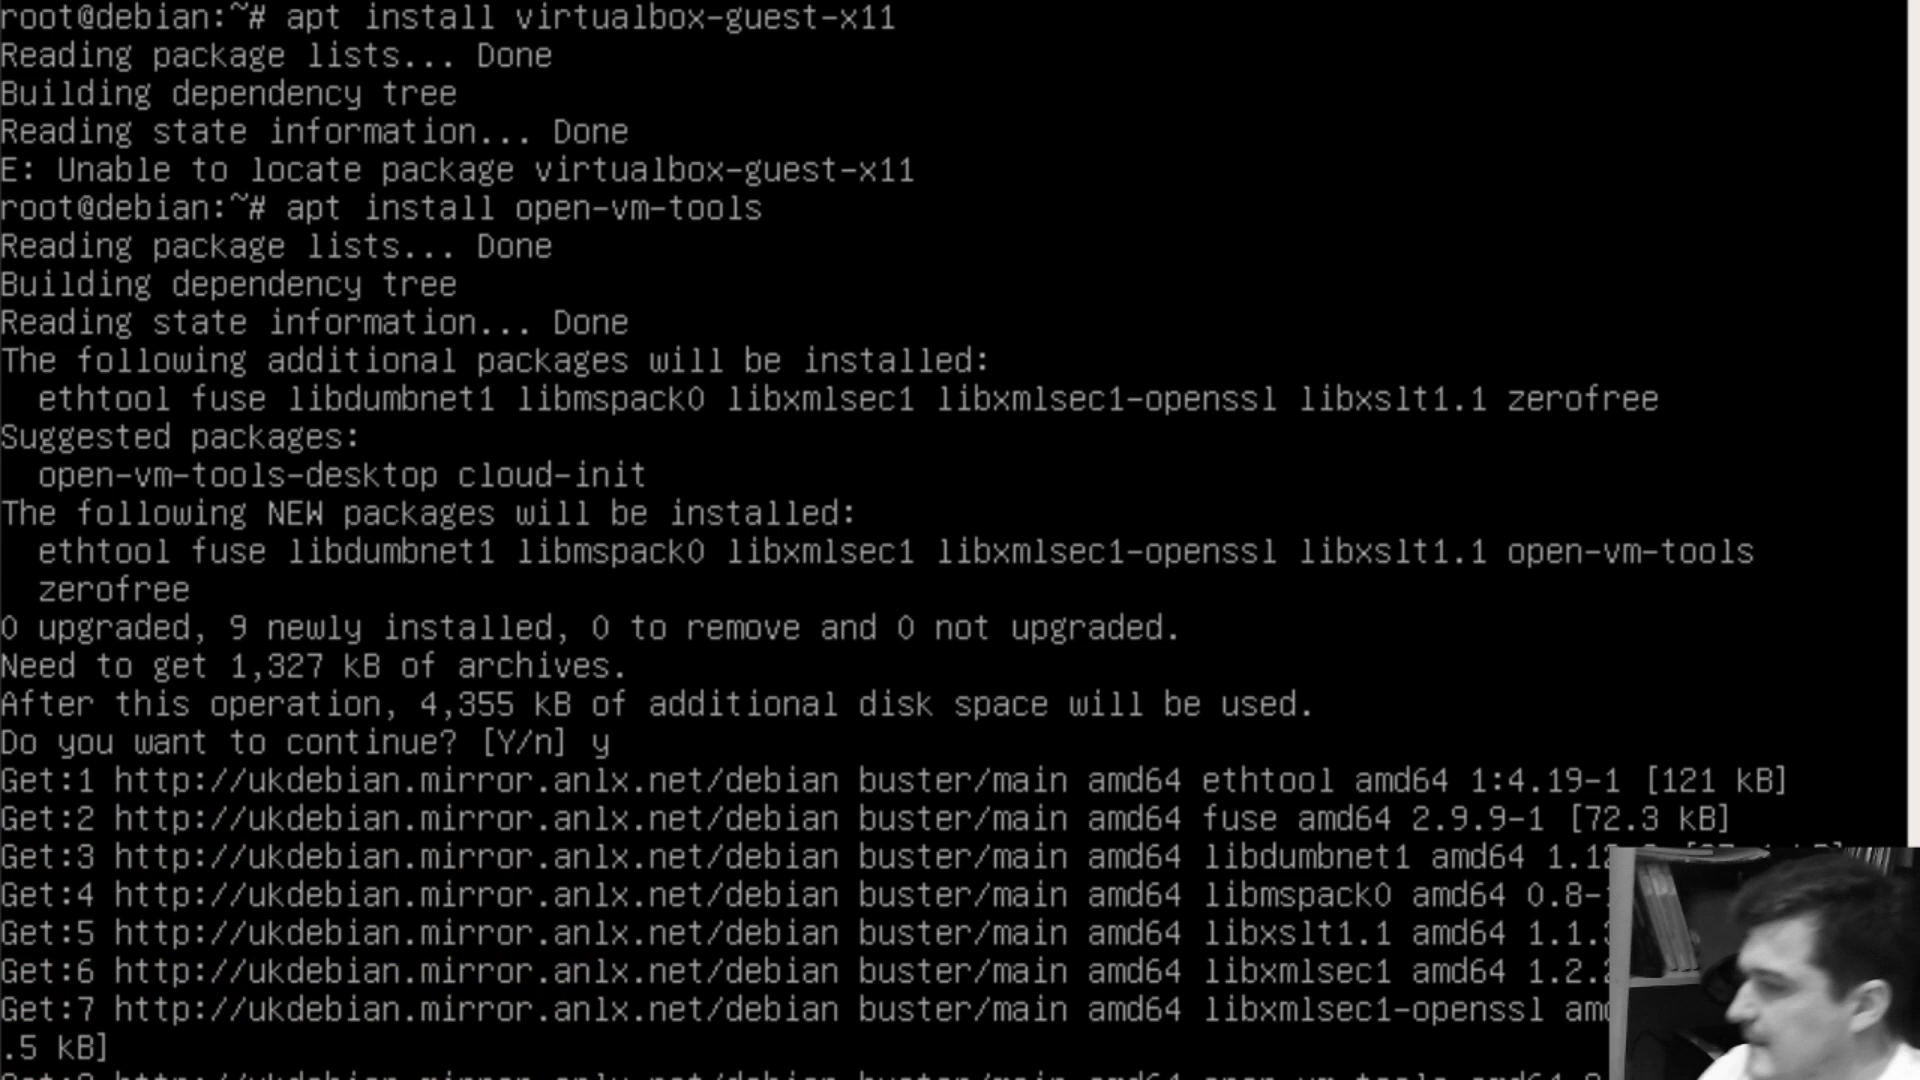 root@debian:~# apt install virtualbox-guest-x11
Reading package lists... Done
Building dependency tree
Reading state information... Done
E: Unable to locate package virtualbox-guest-x11
root@debian:~# apt install open-vm-tools
Reading package lists... Done
Building dependency tree
Reading state information... Done
The following additional packages will be installed:
  ethtool fuse libdumbnet1 libmspack0 libxmlsec1 libxmlsec1-openssl libxslt1.1 zerofree
Suggested packages:
  open-vm-tools-desktop cloud-init
The following NEW packages will be installed:
  ethtool fuse libdumbnet1 libmspack0 libxmlsec1 libxmlsec1-openssl libxslt1.1 open-vm-tools
  zerofree
0 upgraded, 9 newly installed, 0 to remove and 0 not upgraded.
Need to get 1,327 kB of archives.
After this operation, 4,355 kB of additional disk space will be used.
Do you want to continue? [Y/n] y
Get:1 http://ukdebian.mirror.anlx.net/debian buster/main amd64 ethtool amd64 1:4.19-1 [121 kB]
Get:2 http://ukdebian.mirror.anlx.net/debian buster/main amd64 fuse amd64 2.9.9-1 [72.3 kB]
Get:3 http://ukdebian.mirror.anlx.net/debian buster/main amd64 libdumbnet1 amd64
Get:4 http://ukdebian.mirror.anlx.net/debian buster/main amd64 libmspack0 amd64 0.8-
Get:5 http://ukdebian.mirror.anlx.net/debian buster/main amd64 libxslt1.1 amd64 1.1.
Get:6 http://ukdebian.mirror.anlx.net/debian buster/main amd64 libxmlsec1 amd64 1.2.
Get:7 http://ukdebian.mirror.anlx.net/debian buster/main amd64 libxmlsec1-openssl
.5 kB]